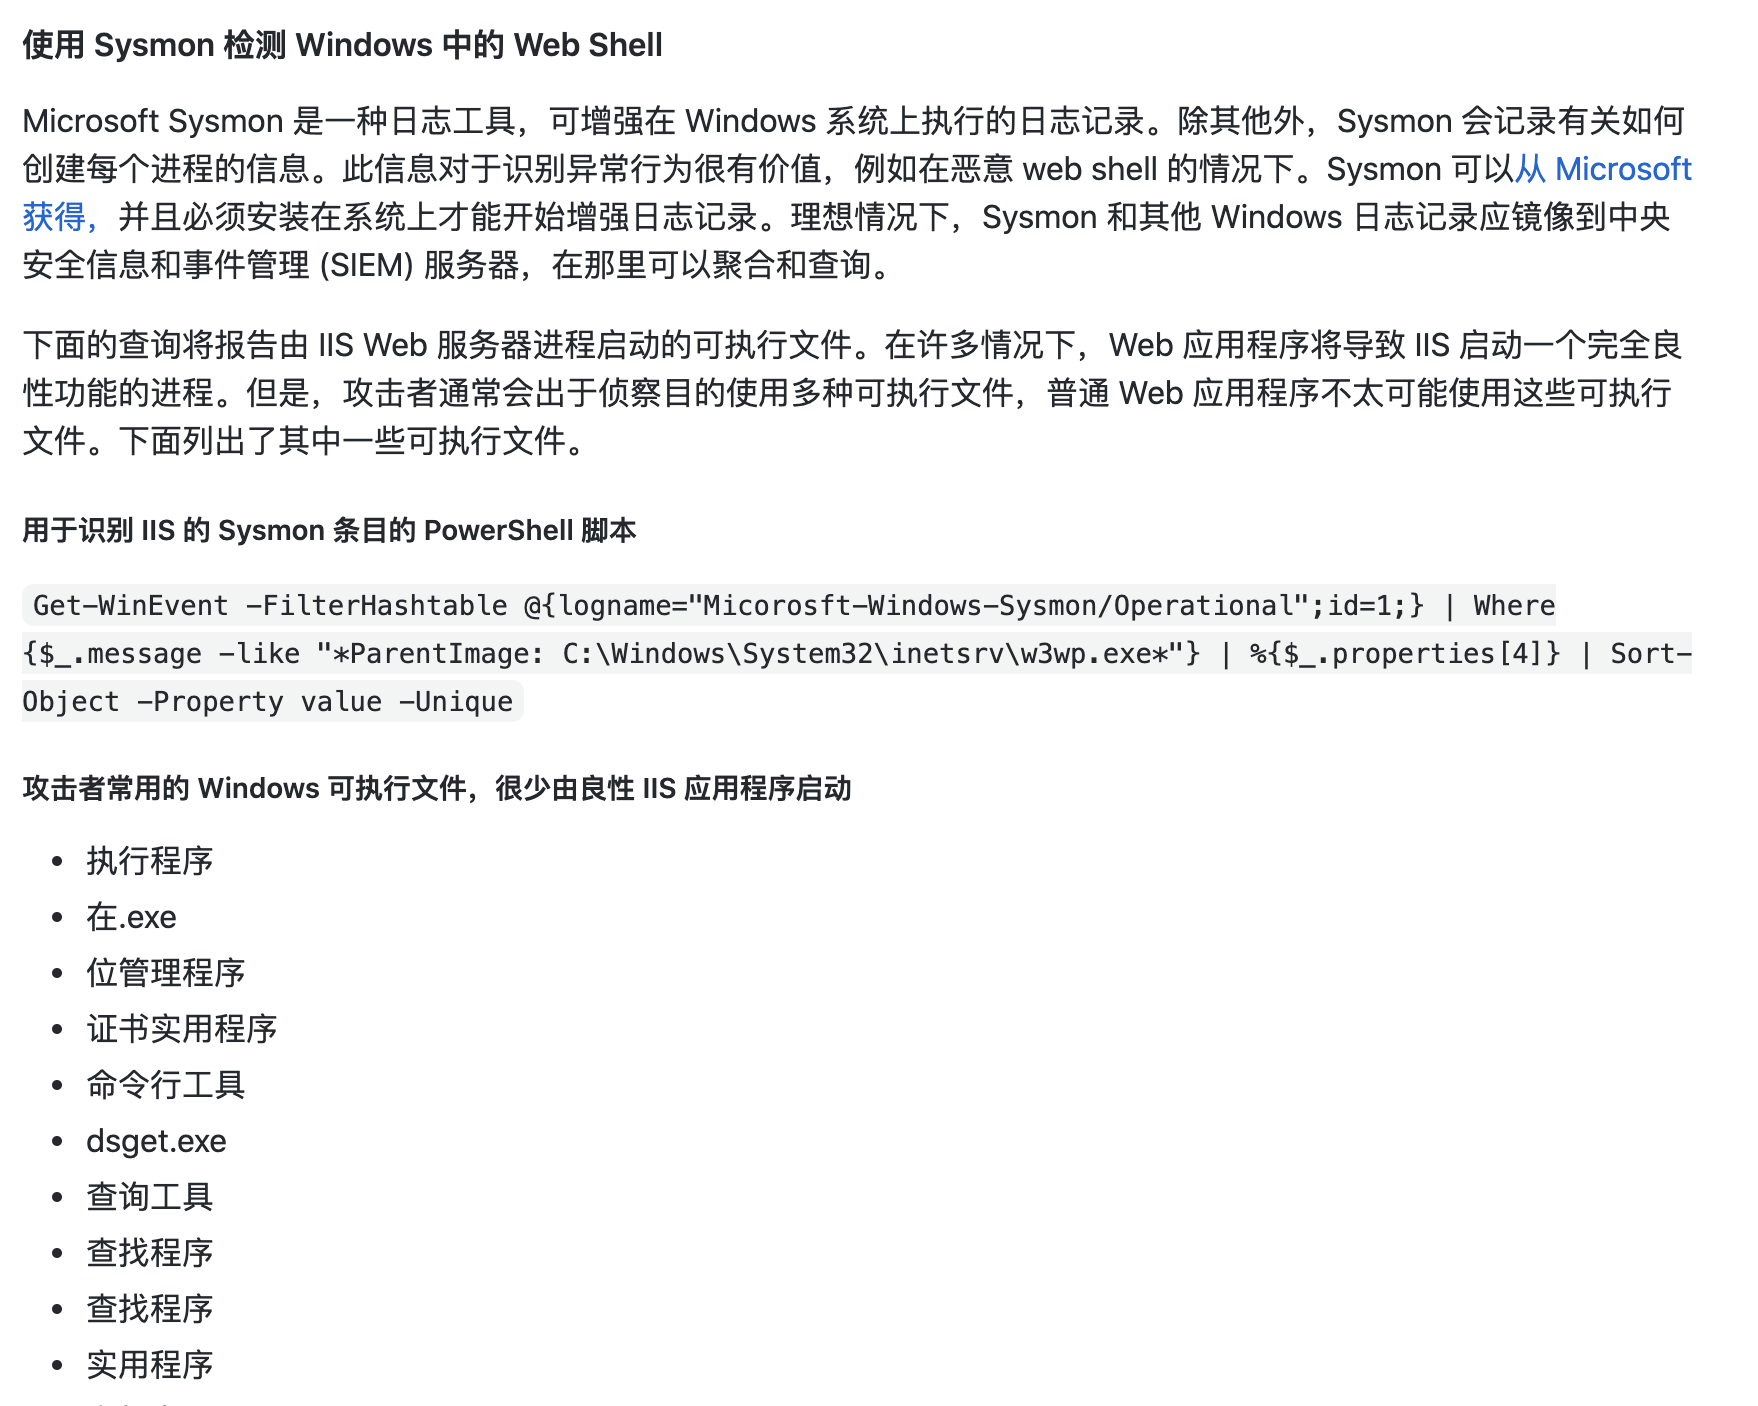 使用 Sysmon 检测 Windows 中的 Web Shell
Microsoft Sysmon 是一种日志工具，可增强在 Windows 系统上执行的日志记录。除其他外，Sysmon 会记录有关如何
创建每个进程的信息。此信息对于识别异常行为很有价值，例如在恶意 web shell 的情况下。Sysmon 可以从 Microsoft
获得，并且必须安装在系统上才能开始增强日志记录。理想情况下，Sysmon 和其他 Windows 日志记录应镜像到中央
安全信息和事件管理 (SIEM) 服务器，在那里可以聚合和查询。
下面的查询将报告由 IIS Web 服务器进程启动的可执行文件。在许多情况下，Web 应用程序将导致 IIS 启动一个完全良
性功能的进程。但是，攻击者通常会出于侦察目的使用多种可执行文件，普通 Web 应用程序不太可能使用这些可执行
文件。下面列出了其中一些可执行文件。
用于识别 IIS 的 Sysmon 条目的 PowerShell 脚本
Get-WinEvent -FilterHashtable @{logname="Micorosft-Windows-Sysmon/Operational";id=1;} | Where
{$_.message -like "*ParentImage: C:\Windows\System32\inetsrv\w3wp.exe*"} | %{$_.properties[4]} | Sort-
Object -Property value -Unique
攻击者常用的 Windows 可执行文件，很少由良性 IIS 应用程序启动
• 执行程序
• 在.exe
• 位管理程序
• 证书实用程序
• 命令行工具
• dsget.exe
• 查询工具
• 查找程序
• 查找程序
• 实用程序